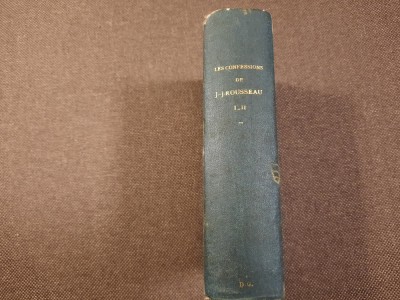 LES CONFESSIONS
DE
J-J. ROUSSEAU
I-II
D.G.